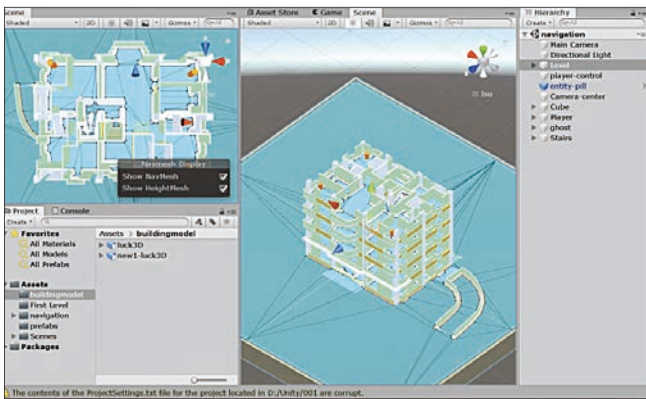 Scene
Shaded
2D
Gizmos
Navmesh Display
Show NavMesh
Show HeightMesh
Project
Console
Create
Favorites
All Materials
All Models
All Prefabs
Assets
buildingmodel
First Level
navigation
prefabs
Scenes
Packages
Assets > buildingmodel
luck3D
new1-luck3D
Asset Store
Game
Scene
Shaded
2D
Gizmos
Iso
Hierarchy
Create
navigation
Main Camera
Directional Light
Level
player-control
entity-pill
Camera-center
Cube
Player
ghost
Stairs
The contents of the ProjectSettings.txt file for the project located in D:/Unity/001 are corrupt.